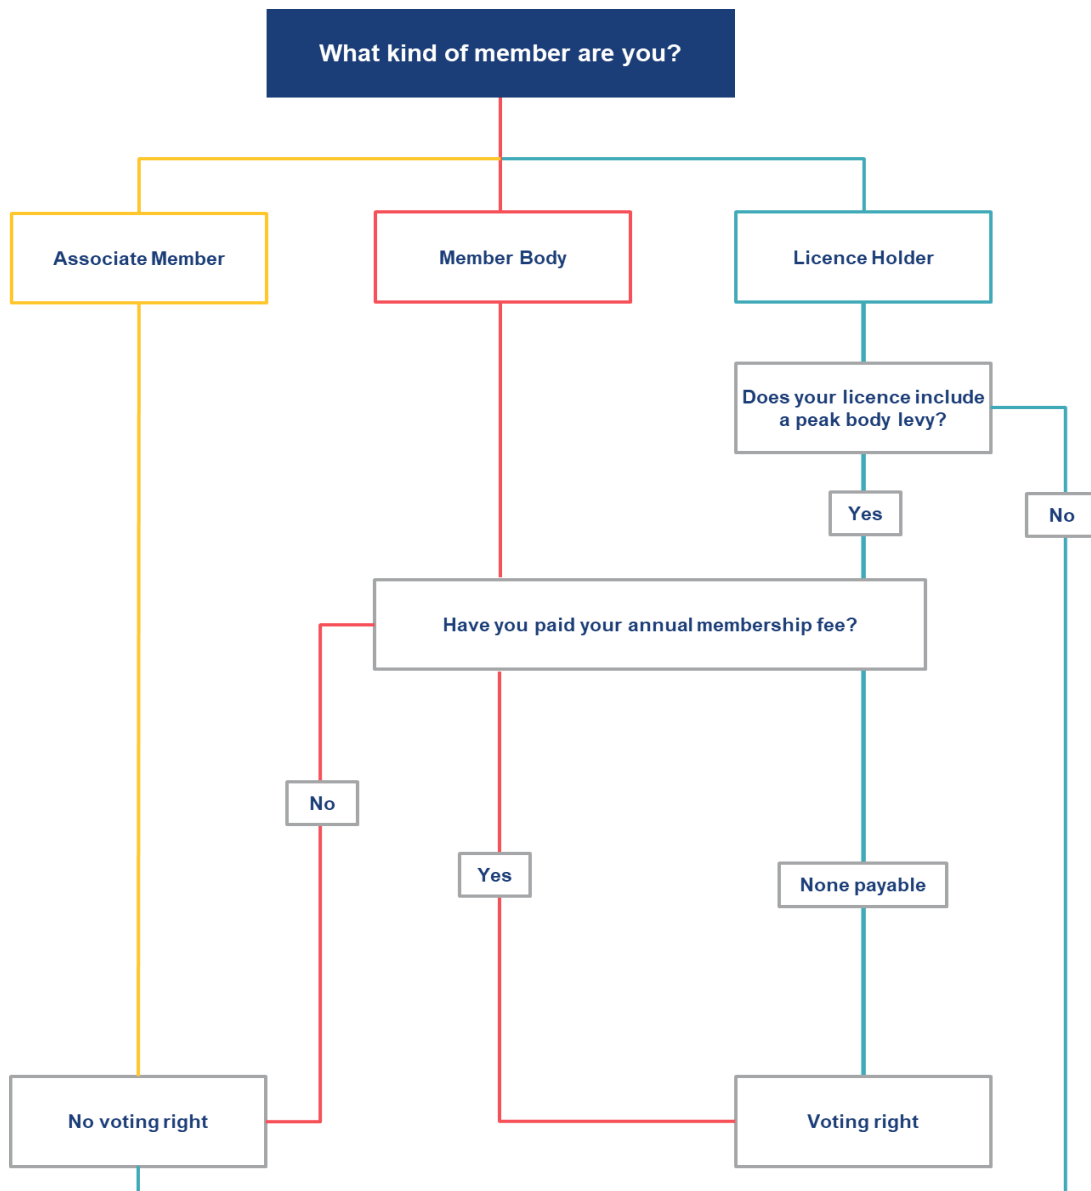 What kind of member are you?
Associate Member
Member Body
Licence Holder
Does your licence include
a peak body levy?
Yes
No
Have you paid your annual membership fee?
No
Yes
None payable
No voting right
Voting right